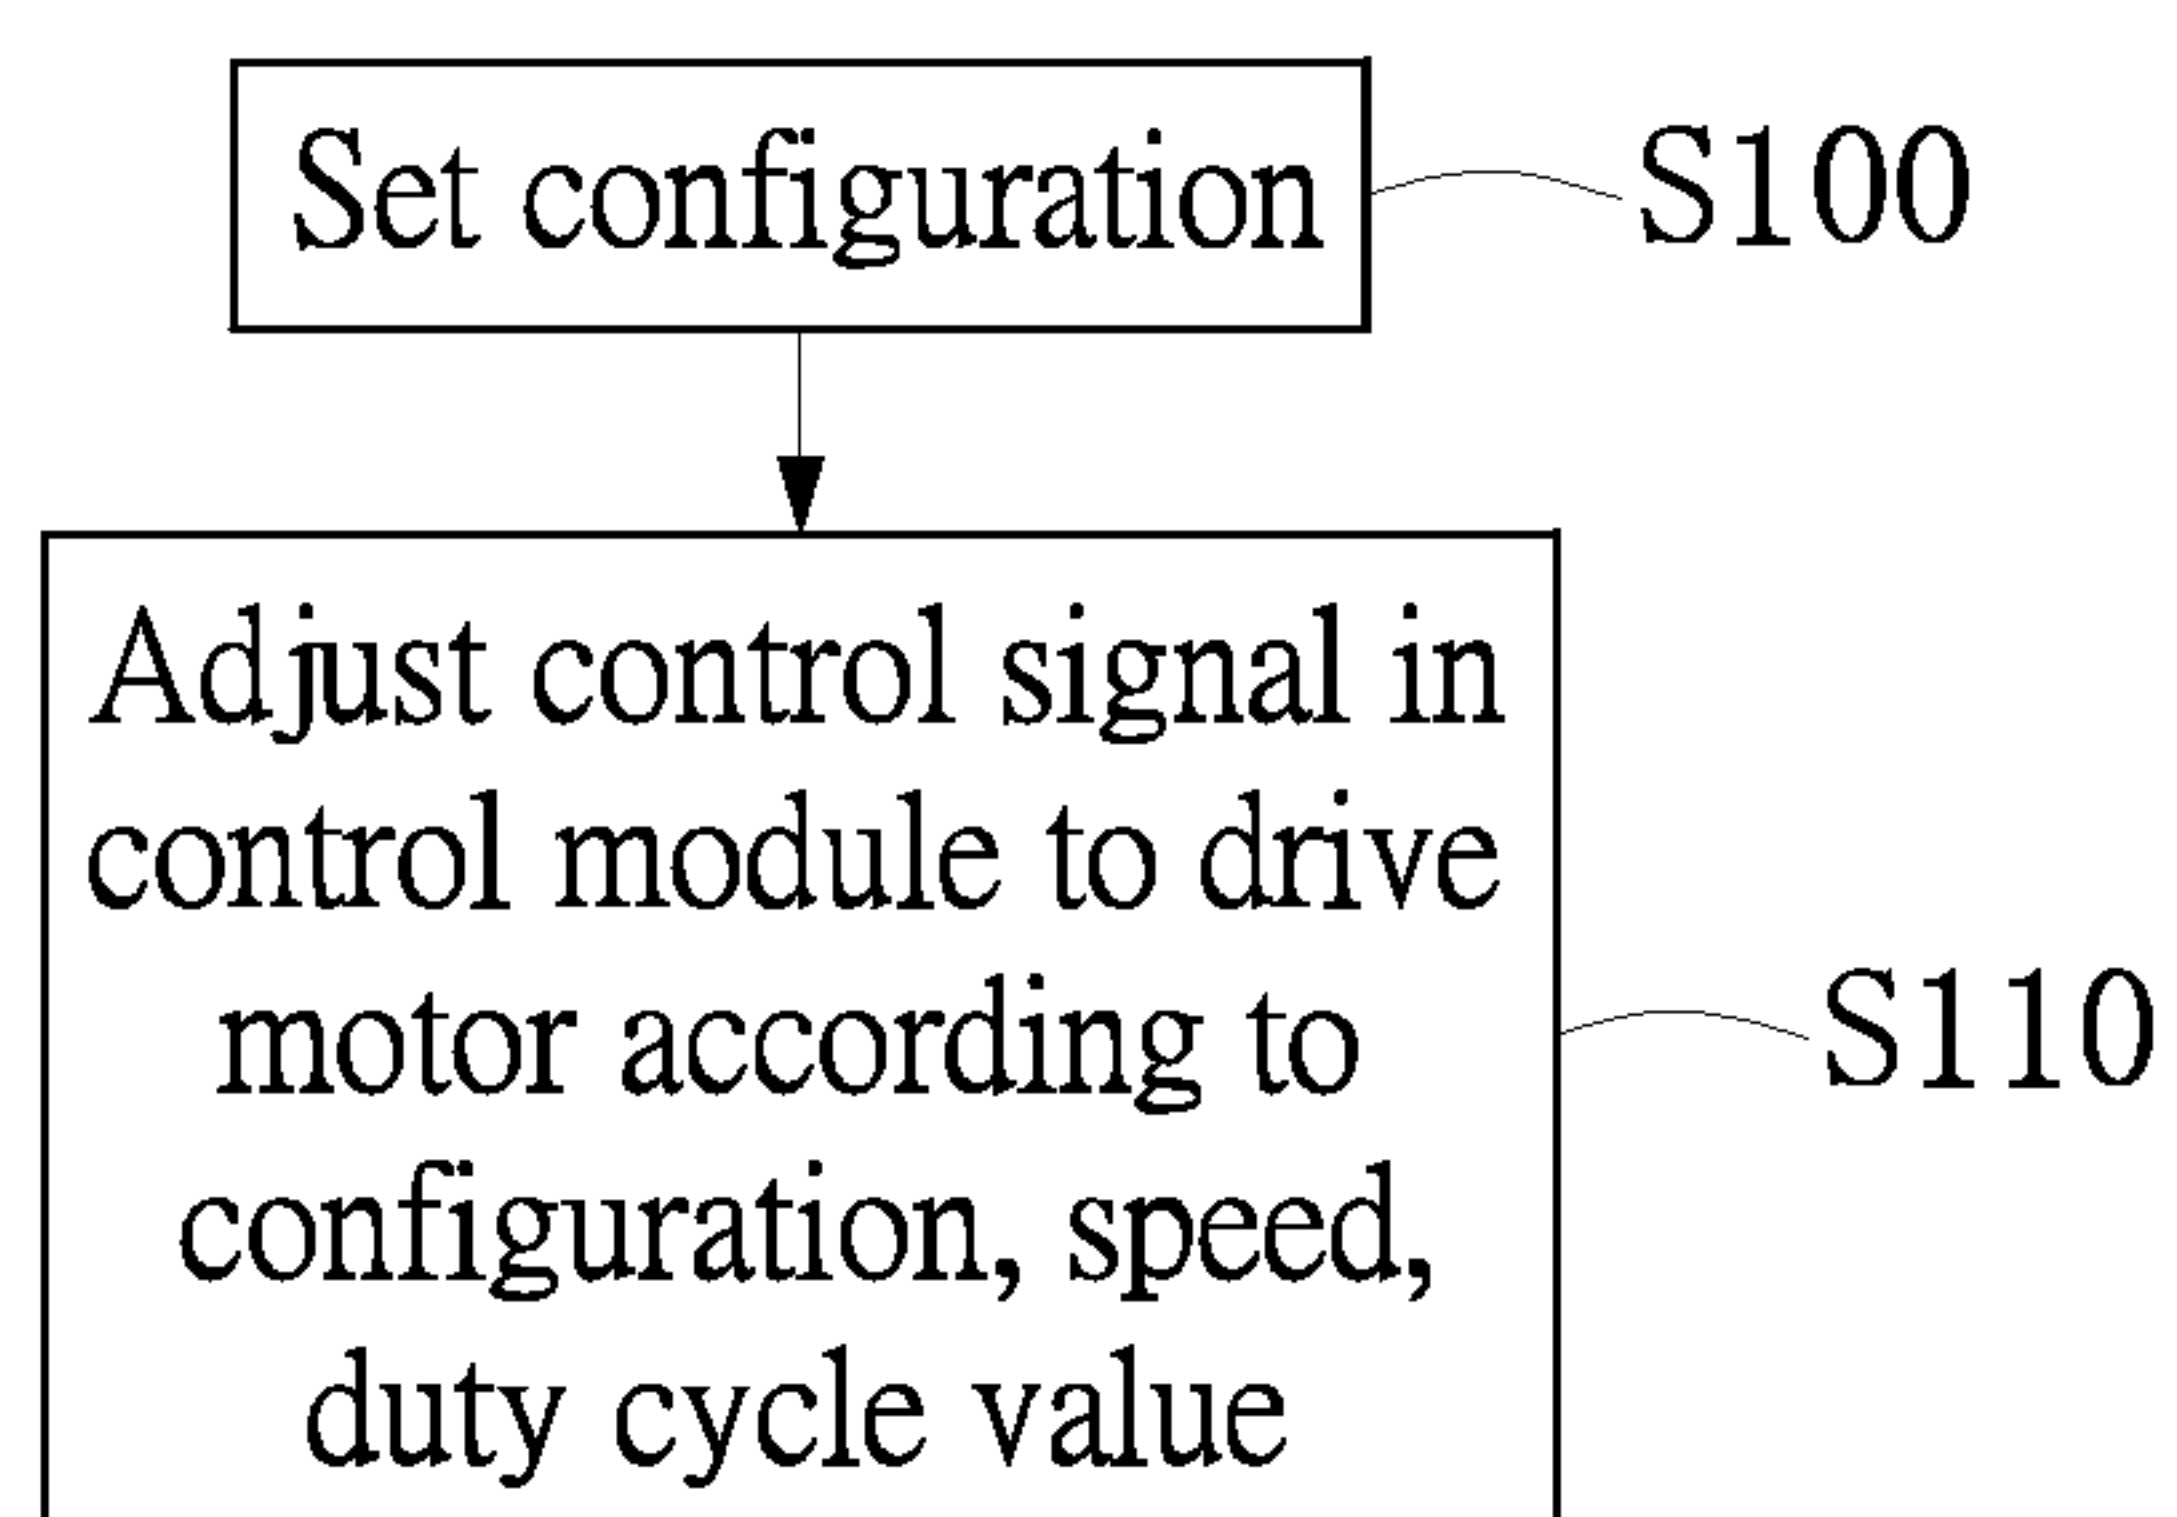 Set configuration
S100
Adjust control signal in
control module to drive
motor according to
S110
configuration, speed,
duty cycle value